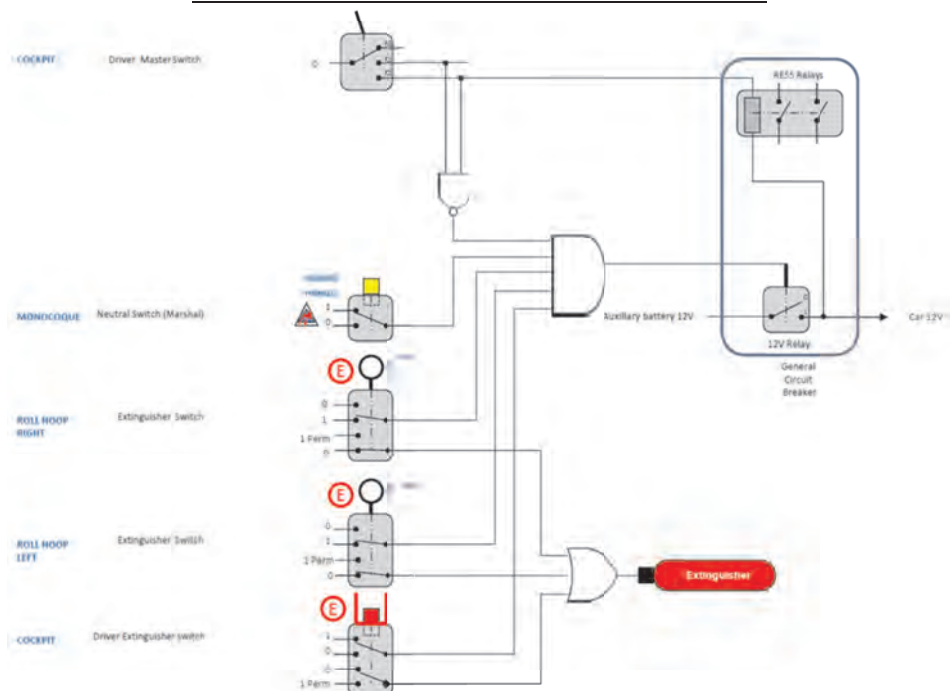 COCKPIT
Driver Master Switch
0
RESS Relays
MONOCOQUE
Neutral Switch (Marshal)
1
0
Auxiliary battery 12V
Car 12V
12V Relay
General
Circuit
Breaker
E
ROLL HOOP
RIGHT
Extinguisher Switch
0
1
1 Perm
0
E
ROLL HOOP
LEFT
Extinguisher Switch
0
1
1 Perm
0
Extinguisher
E
COCKPIT
Driver Extinguisher switch
1
0
0
1 Perm